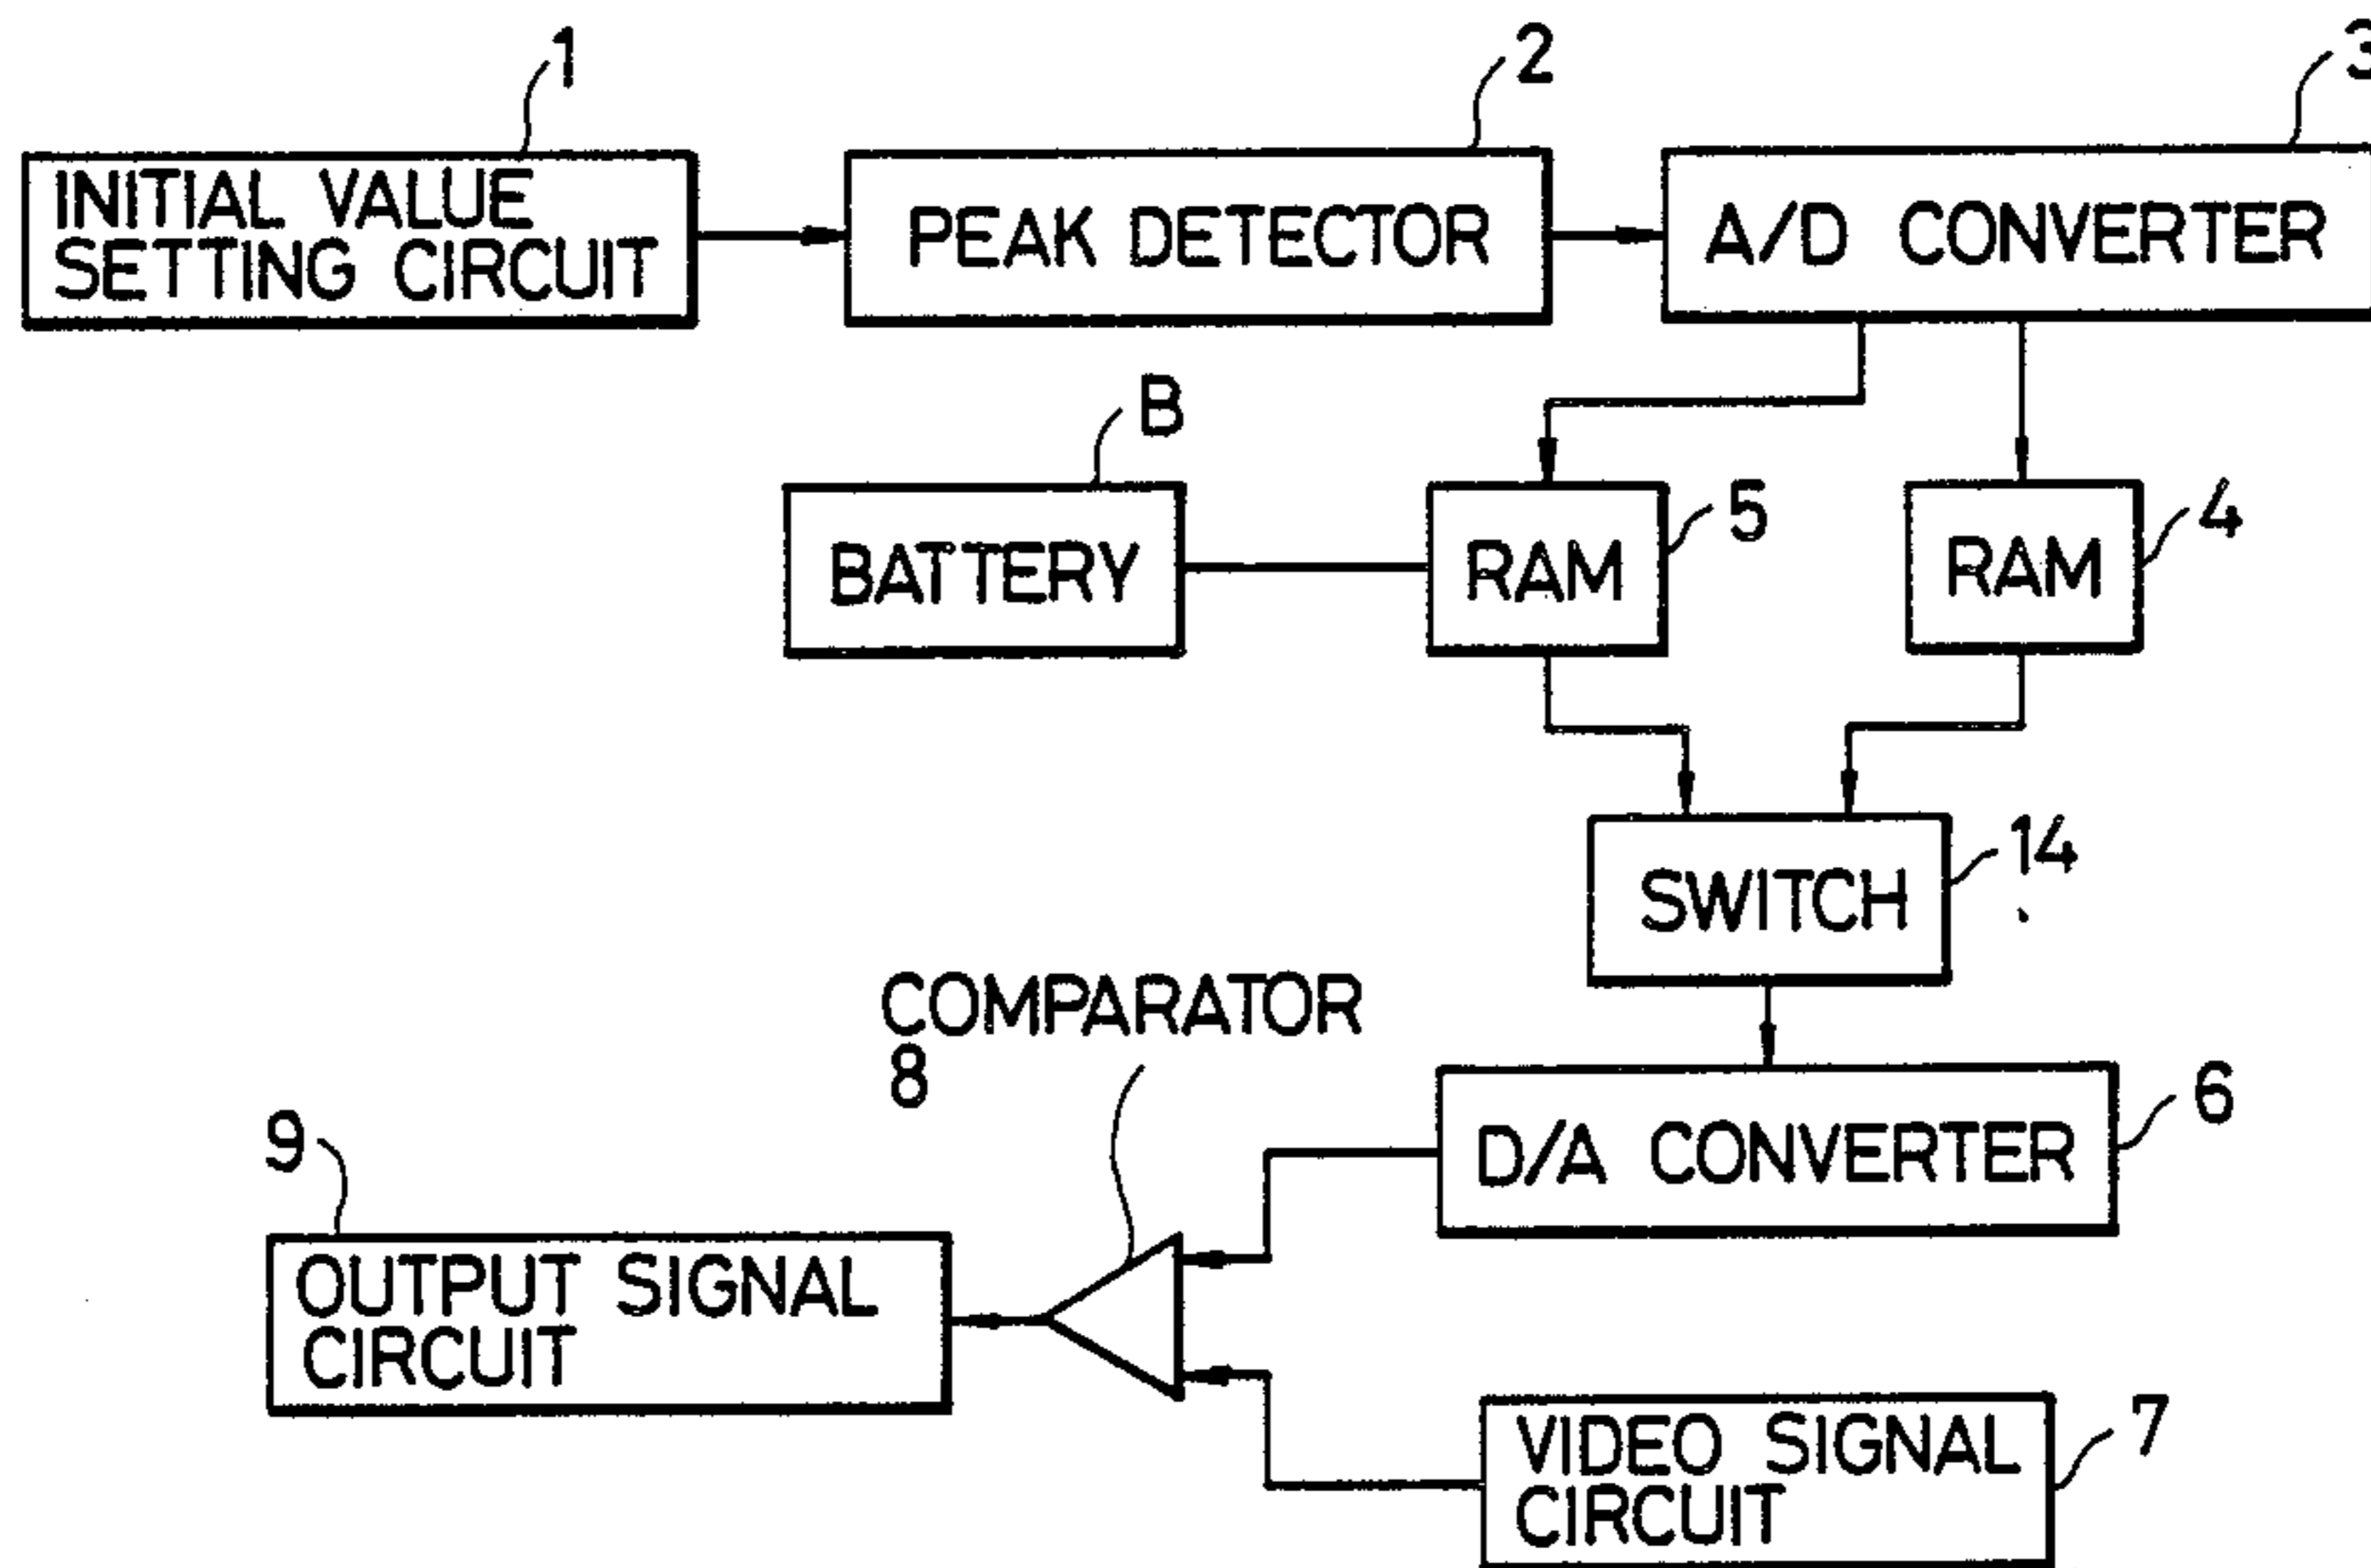 1
2
3
INITIAL VALUE
SETTING CIRCUIT
PEAK DETECTOR
A/D CONVERTER
B
BATTERY
RAM
5
RAM
4
SWITCH
14
COMPARATOR
8
D/A CONVERTER
6
9
OUTPUT SIGNAL
CIRCUIT
VIDEO SIGNAL
CIRCUIT
7